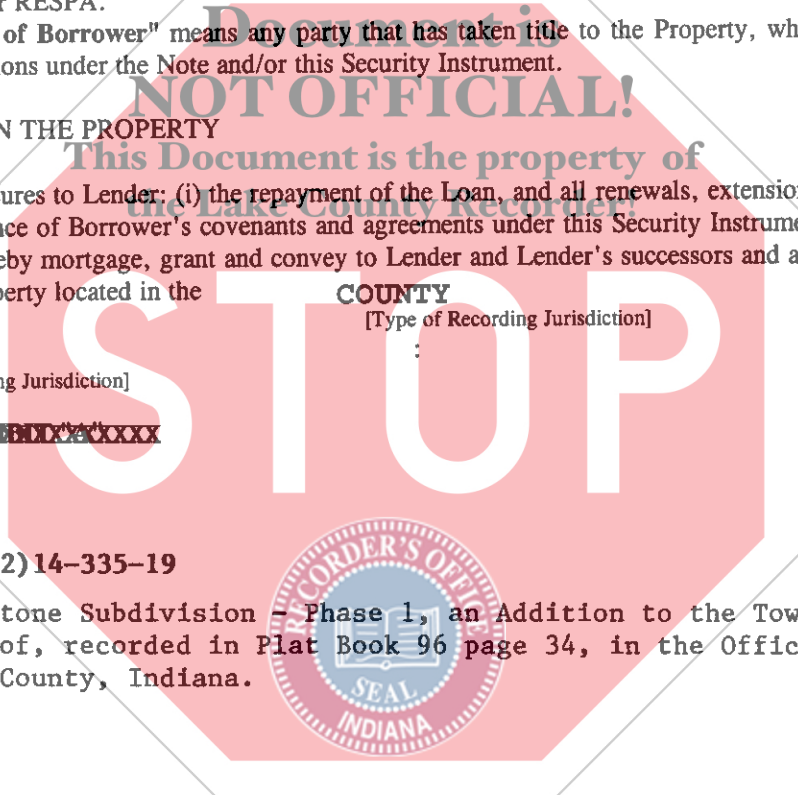 RESPA.
of Borrower" means any party that has taken title to the Property, wh
ons under the Note and/or this Security Instrument.
N THE PROPERTY
ures to Lender: (i) the repayment of the Loan, and all renewals, extensio
ce of Borrower's covenants and agreements under this Security Instrume
eby mortgage, grant and convey to Lender and Lender's successors and a
perty located in the COUNTY
[Type of Recording Jurisdiction]
:
ng Jurisdiction]
2)14-335-19
tone Subdivision - Phase 1, an Addition to the Tow
of, recorded in Plat Book 96 page 34, in the Offic
County, Indiana.
Document is
NOT OFFICIAL!
This Document is the property of
the Lake County Recorder!
STOP
RECORDER'S OFFICE
SEAL
INDIANA